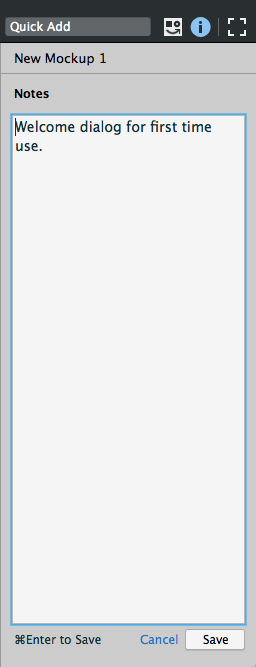 Quick Add
New Mockup 1
Notes
Welcome dialog for first time
use.
⌘Enter to Save
Cancel
Save